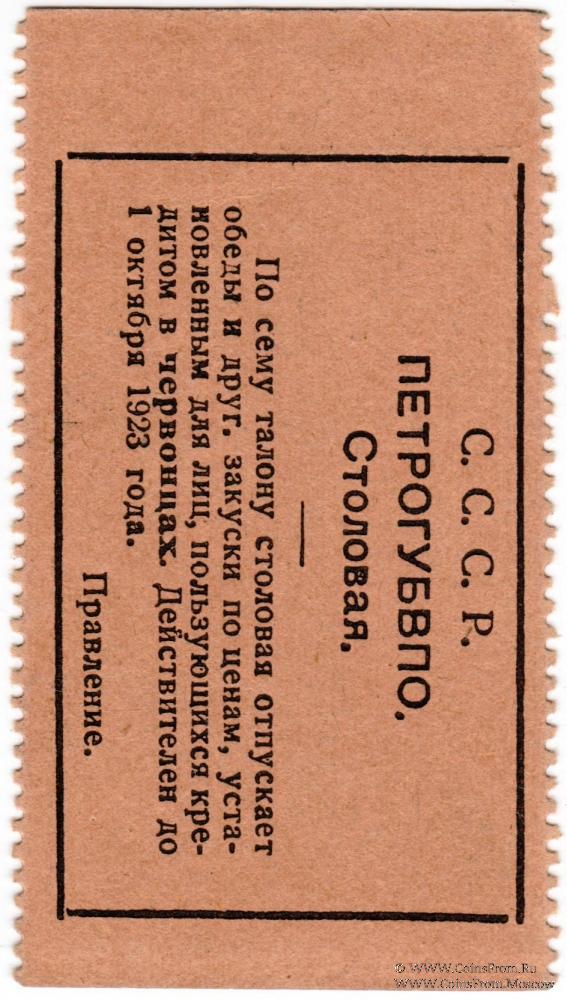 С. С. С. Р.
ПЕТРОГУБВПО.
Столовая.
По сему талону столовая отпускает
обеды и друг. закуски по ценам, уста-
новленным для лиц, пользующихся кре-
дитом в червонцах. Действителен до
1 октября 1923 года.
Правление.
© WWW.CoinsProm.Ru
WWW.CoinsProm.Moscow